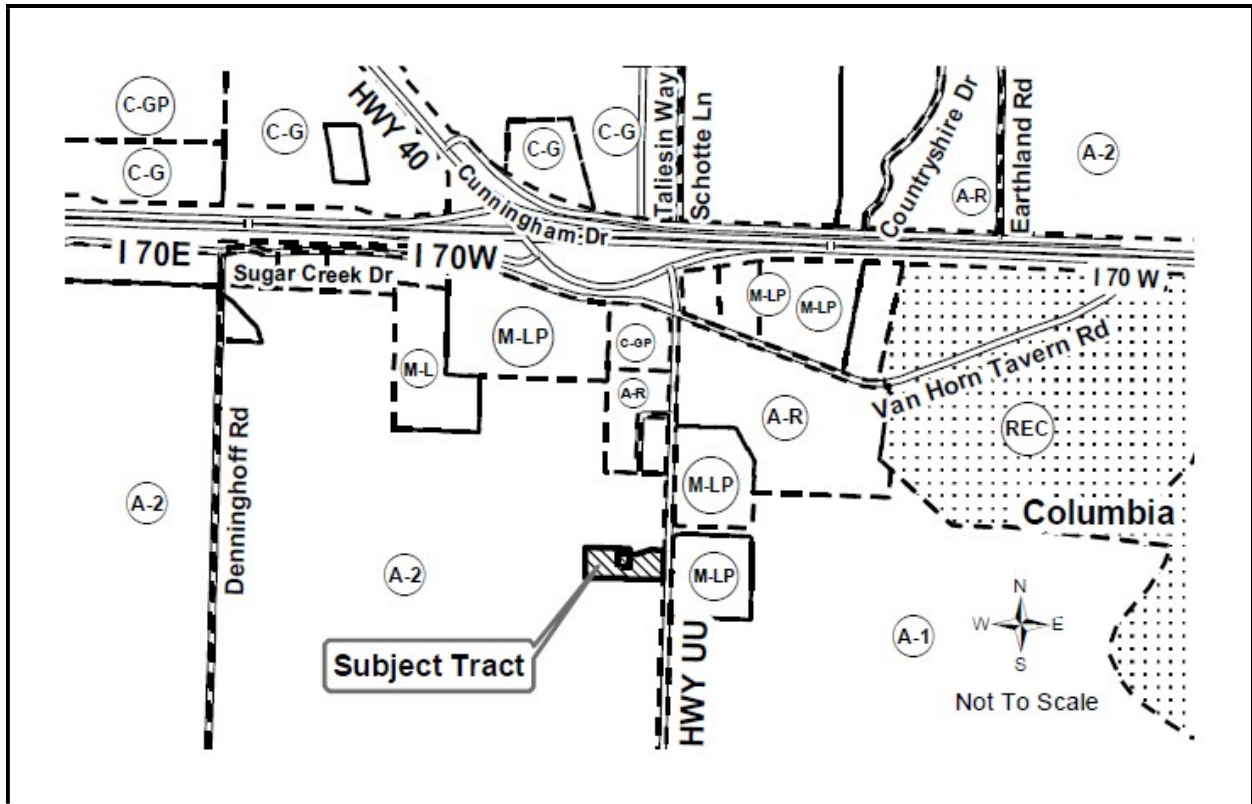 C-GP
C-G
C-G
HWY 40
C-G
C-G
Taliesin Way
Schotte Ln
Countryshire Dr
Earthland Rd
A-2
A-R
C-G
Cunningham Dr
I 70E
I 70W
Sugar Creek Dr
I 70 W
M-LP
M-LP
M-LP
C-GP
M-L
A-R
A-R
Van Horn Tavern Rd
REC
Denninghoff Rd
A-2
M-LP
Columbia
A-2
M-LP
A-1
N
W E
S
Subject Tract
HWY UU
Not To Scale